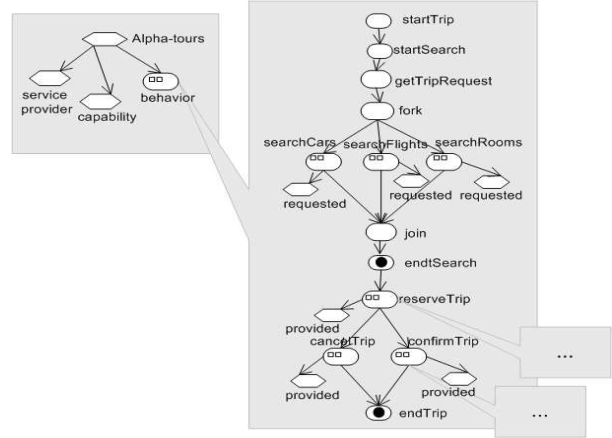 Alpha-tours
service
provider
capability
behavior
startTrip
startSearch
getTripRequest
fork
searchCars
searchFlights
searchRooms
requested
requested
requested
join
endtSearch
reserveTrip
provided
cancelTrip
confirmTrip
provided
provided
endTrip
...
...